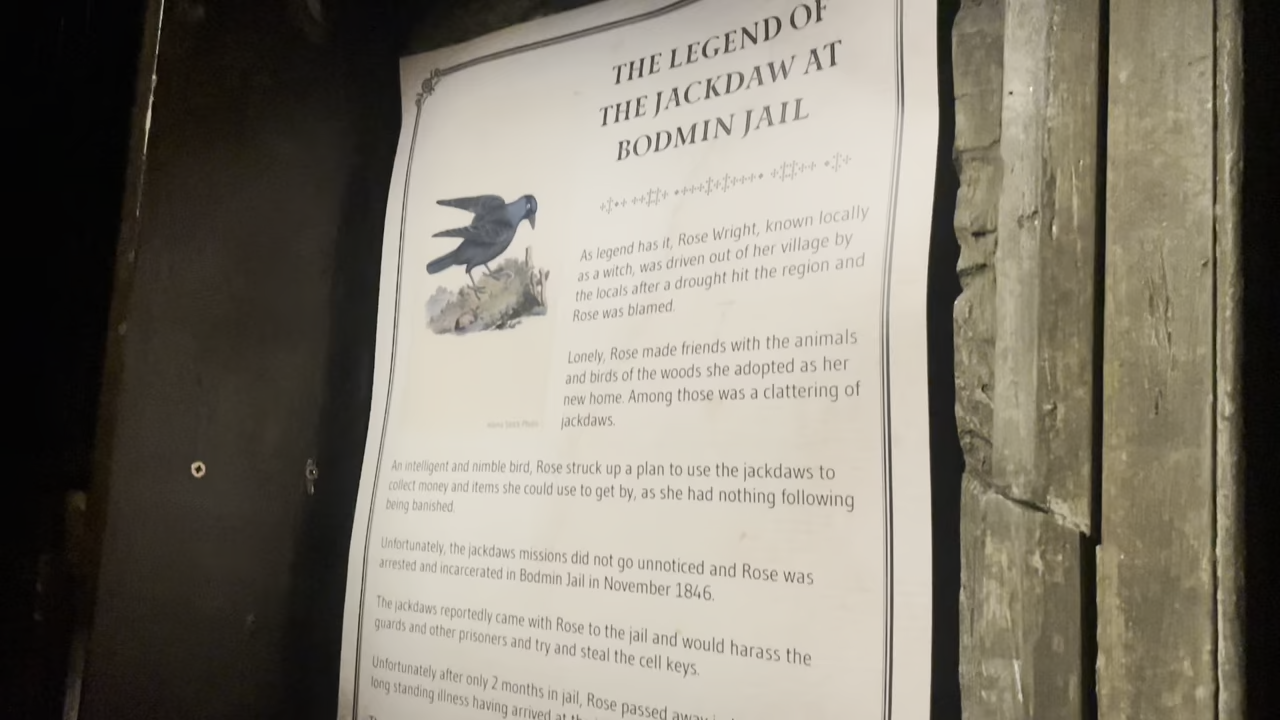 THE LEGEND OF
THE JACKDAW AT
BODMIN JAIL
As legend has it, Rose Wright, known locally
as a witch, was driven out of her village by
the locals after a drought hit the region and
Rose was blamed.
Lonely, Rose made friends with the animals
and birds of the woods she adopted as her
new home. Among those was a clattering of
jackdaws.
An intelligent and nimble bird, Rose struck up a plan to use the jackdaws to
collect money and items she could use to get by, as she had nothing following
being banished.
Unfortunately, the jackdaws missions did not go unnoticed and Rose was
arrested and incarcerated in Bodmin Jail in November 1846.
The jackdaws reportedly came with Rose to the jail and would harass the
guards and other prisoners and try and steal the cell keys.
Unfortunately after only 2 months in jail, Rose passed away
long standing illness having arrived at